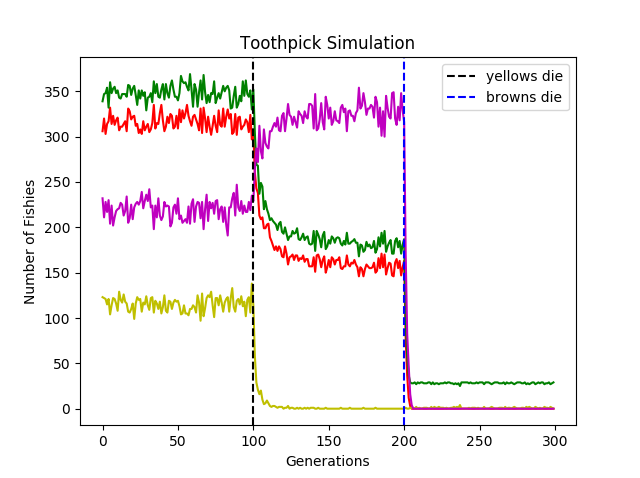 Toothpick Simulation
yellows die
browns die
Number of Fishies
350
300
250
200
150
100
50
0
0 50 100 150 200 250 300
Generations